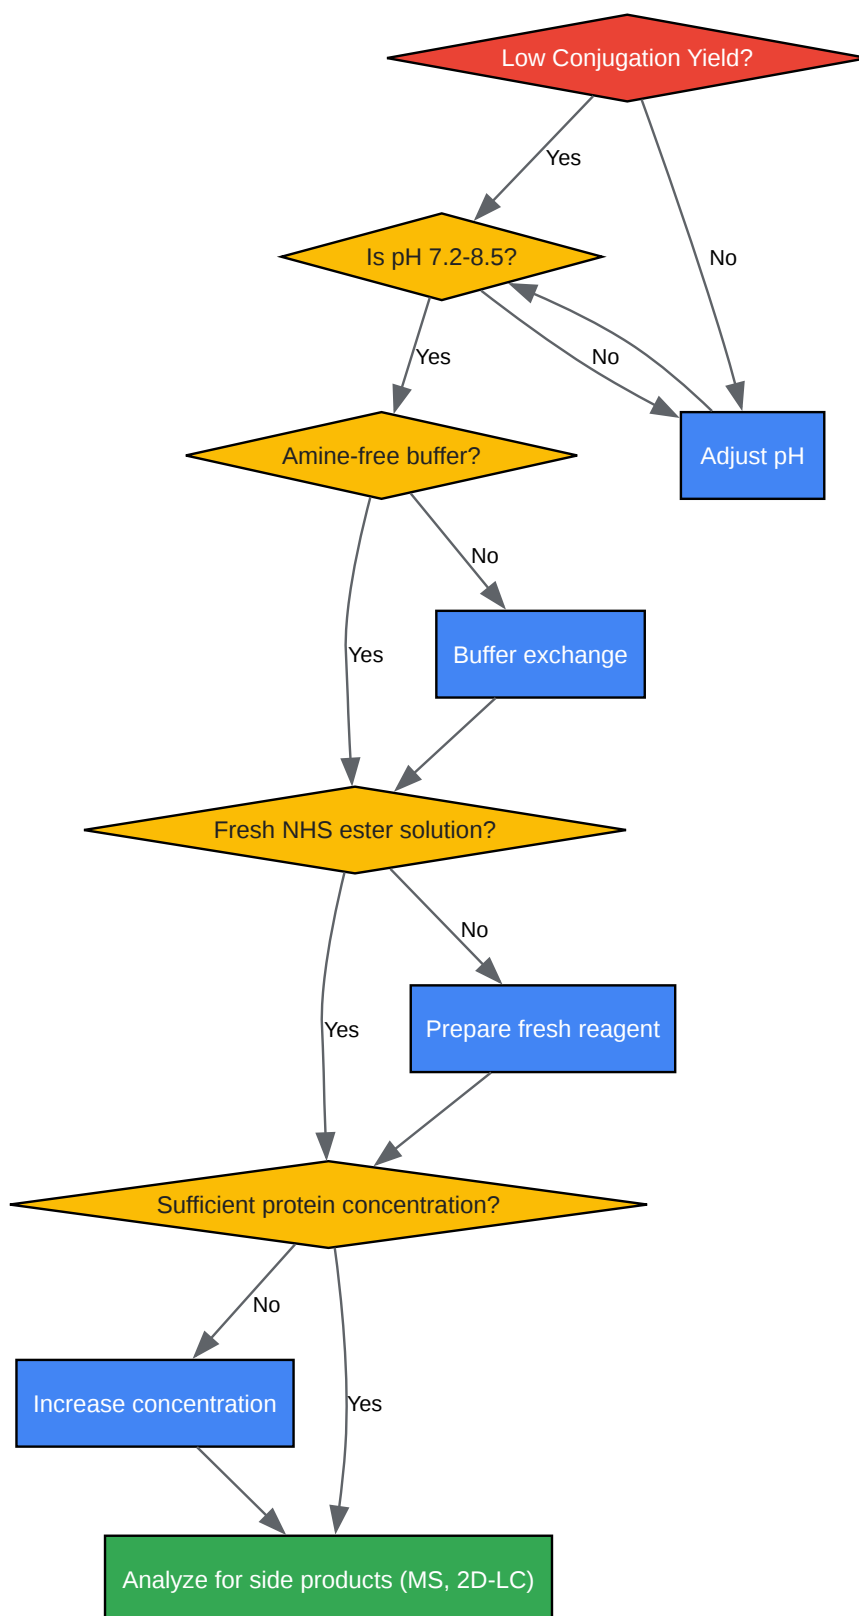 Low Conjugation Yield?
Yes
No
Is pH 7.2-8.5?
Yes
No
Adjust pH
Amine-free buffer?
No
Yes
Buffer exchange
Fresh NHS ester solution?
No
Yes
Prepare fresh reagent
Sufficient protein concentration?
No
Yes
Increase concentration
Analyze for side products (MS, 2D-LC)